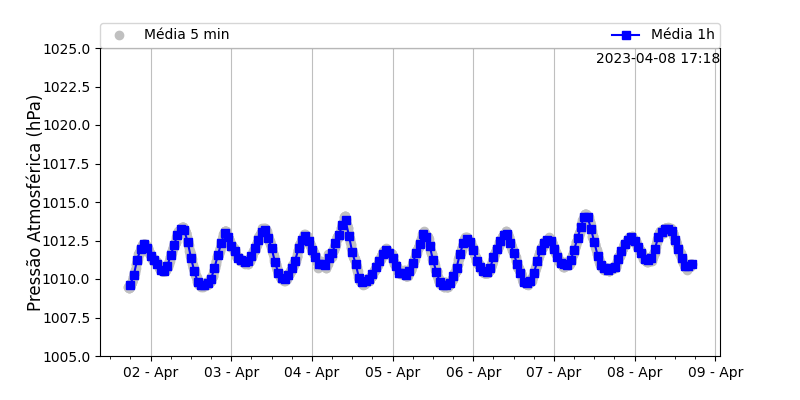 Média 5 min
Média 1h
2023-04-08 17:18
Pressão Atmosférica (hPa)
1025.0
1022.5
1020.0
1017.5
1015.0
1012.5
1010.0
1007.5
1005.0
02 - Apr
03 - Apr
04 - Apr
05 - Apr
06 - Apr
07 - Apr
08 - Apr
09 - Apr